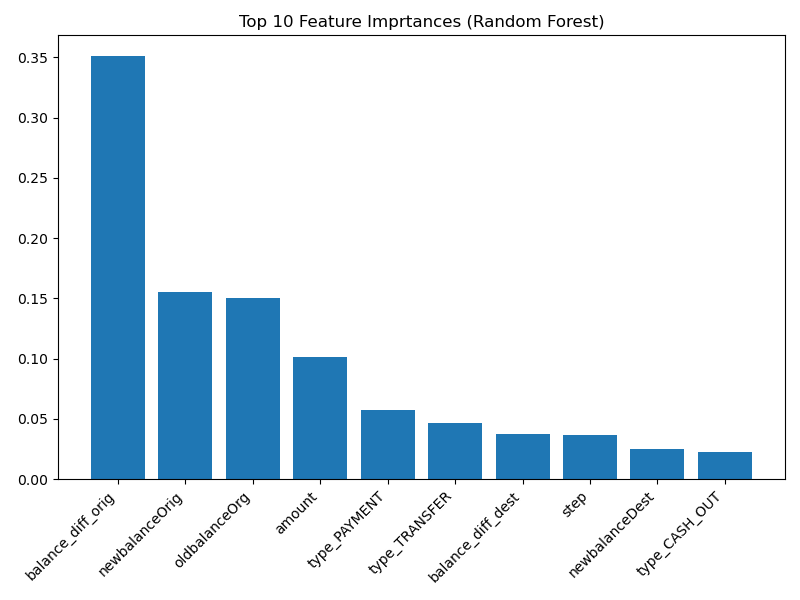 Top 10 Feature Imprtances (Random Forest)
0.35
0.30
0.25
0.20
0.15
0.10
0.05
0.00
balance_diff_orig
newbalanceOrig
oldbalanceOrg
amount
type_PAYMENT
type_TRANSFER
balance_diff_dest
step
newbalanceDest
type_CASH_OUT